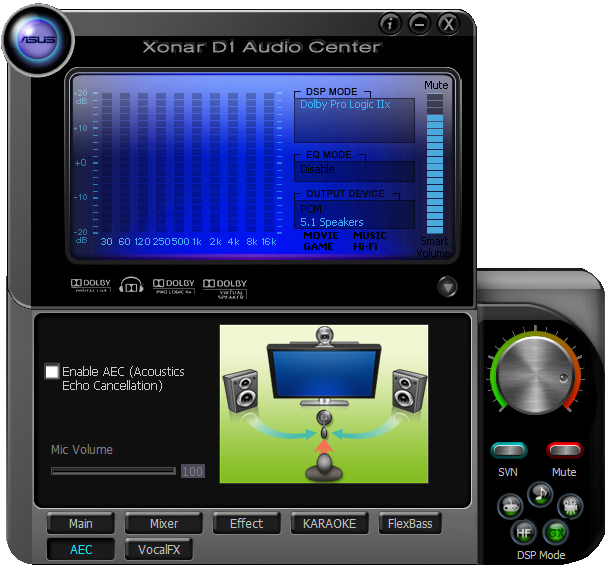 ASUS
Xonar D1 Audio Center
Mute
+20
dB
+10
+0
-10
-20
dB
30 60 120 250 500 1k 2k 4k 8k 16k
DSP MODE
Dolby Pro Logic IIx
EQ MODE
Disable
OUTPUT DEVICE
PCM
5.1 Speakers
MOVIE MUSIC
GAME Hi-Fi
Smart
Volume
DOLBY
DIGITAL LIVE
DOLBY
PRO LOGIC IIx
DOLBY
VIRTUAL
SPEAKER
Enable AEC (Acoustics
Echo Cancellation)
Mic Volume
100
SVN Mute
HF GX
DSP Mode
Main Mixer Effect KARAOKE FlexBass
AEC VocalFX